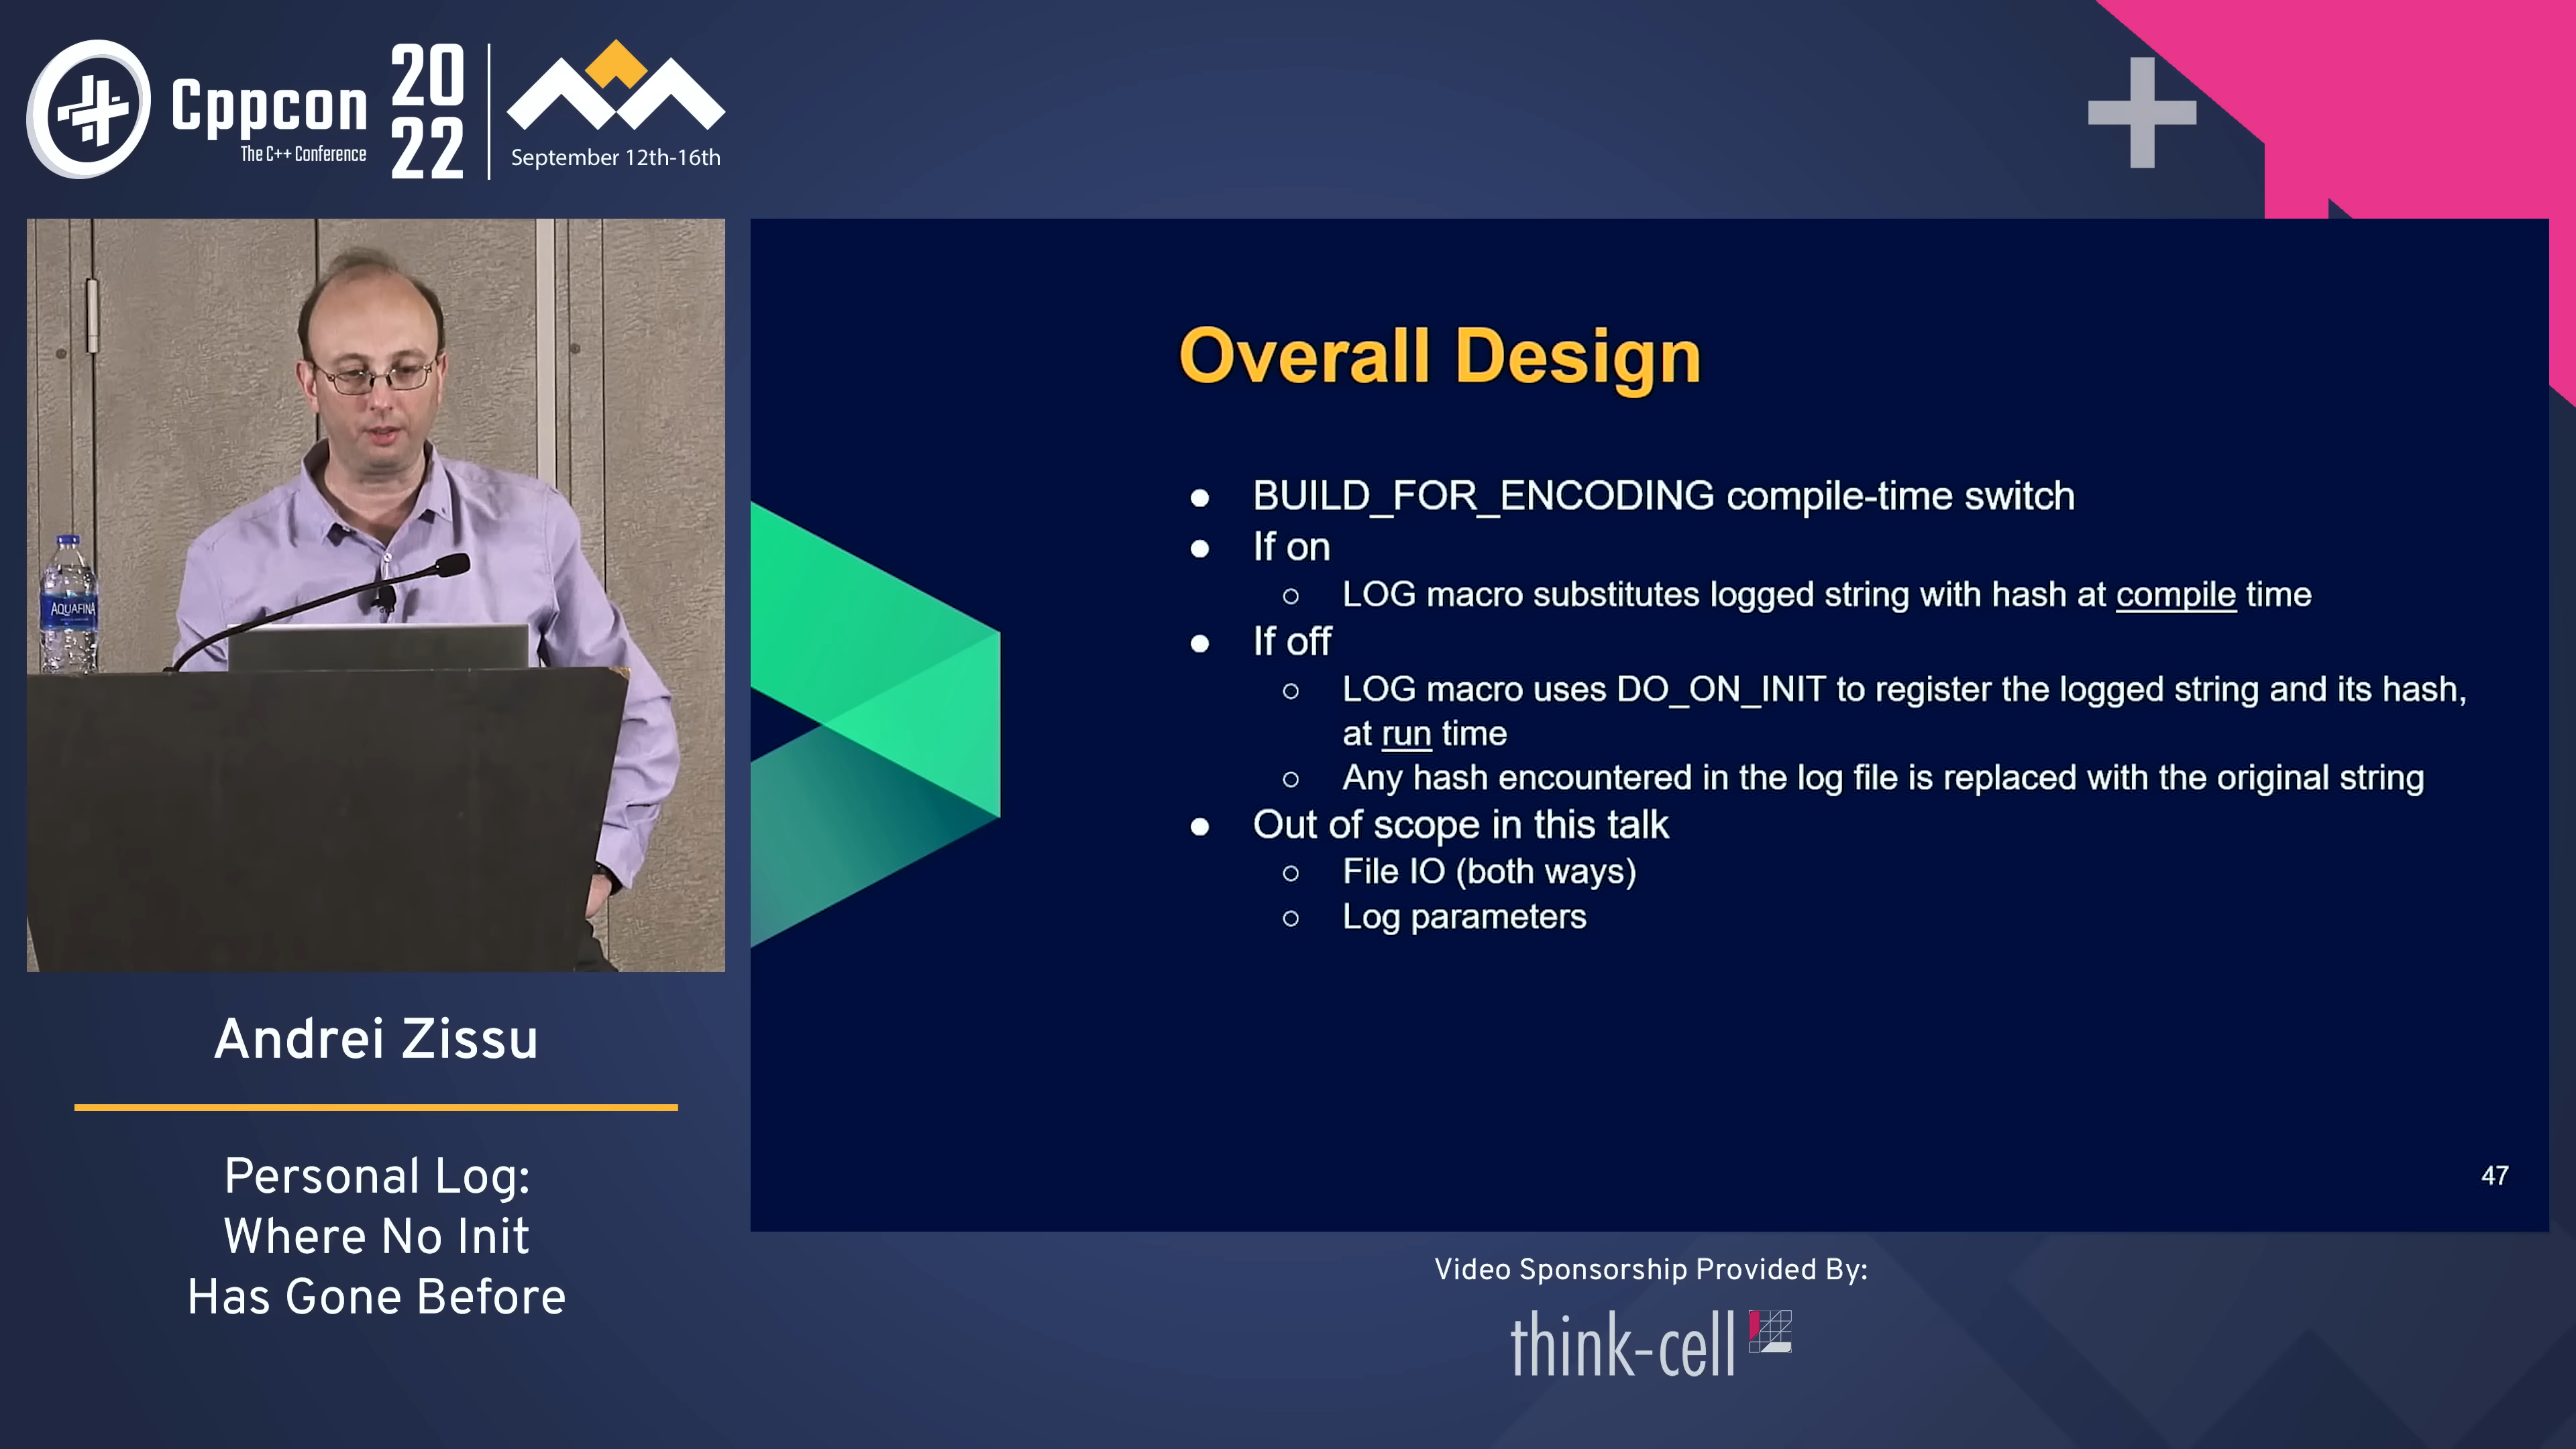 Cppcon
The C++ Conference
20
22
September 12th-16th
AQUAFINA
Andrei Zissu
Personal Log:
Where No Init
Has Gone Before
Overall Design
● BUILD_FOR_ENCODING compile-time switch
● If on
○ LOG macro substitutes logged string with hash at compile time
● If off
○ LOG macro uses DO_ON_INIT to register the logged string and its hash,
at run time
○ Any hash encountered in the log file is replaced with the original string
● Out of scope in this talk
○ File IO (both ways)
○ Log parameters
47
Video Sponsorship Provided By:
think-cell